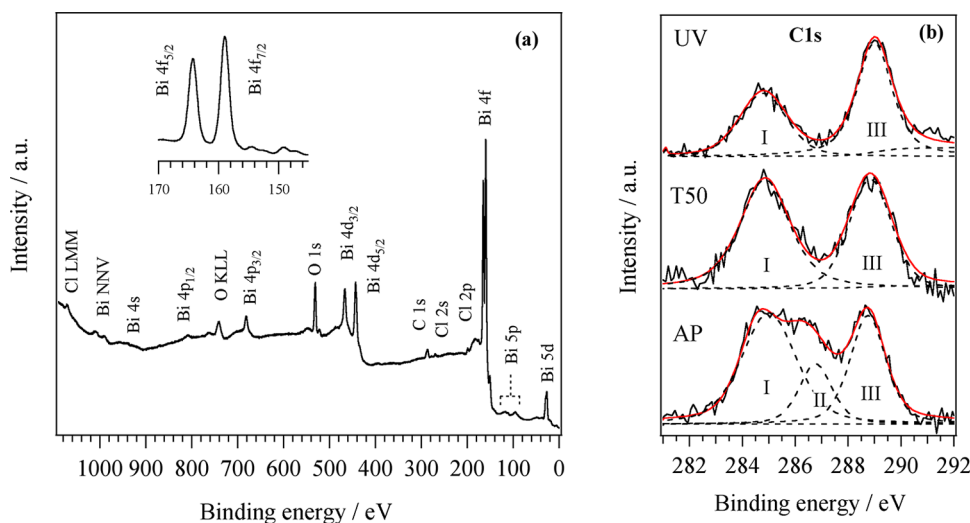 (a)
Bi 4f₅/₂
Bi 4f₇/₂
170 160 150
Cl LMM
Bi NNV
Bi 4s
Bi 4p₁/₂
O KLL
Bi 4p₃/₂
O 1s
Bi 4d₃/₂
Bi 4d₅/₂
C 1s
Cl 2s
Cl 2p
Bi 4f
Bi 5p
Bi 5d
Intensity / a.u.
1000 900 800 700 600 500 400 300 200 100 0
Binding energy / eV
(b)
C1s
UV
I
III
T50
I
III
AP
I
II
III
Intensity / a.u.
282 284 286 288 290 292
Binding energy / eV